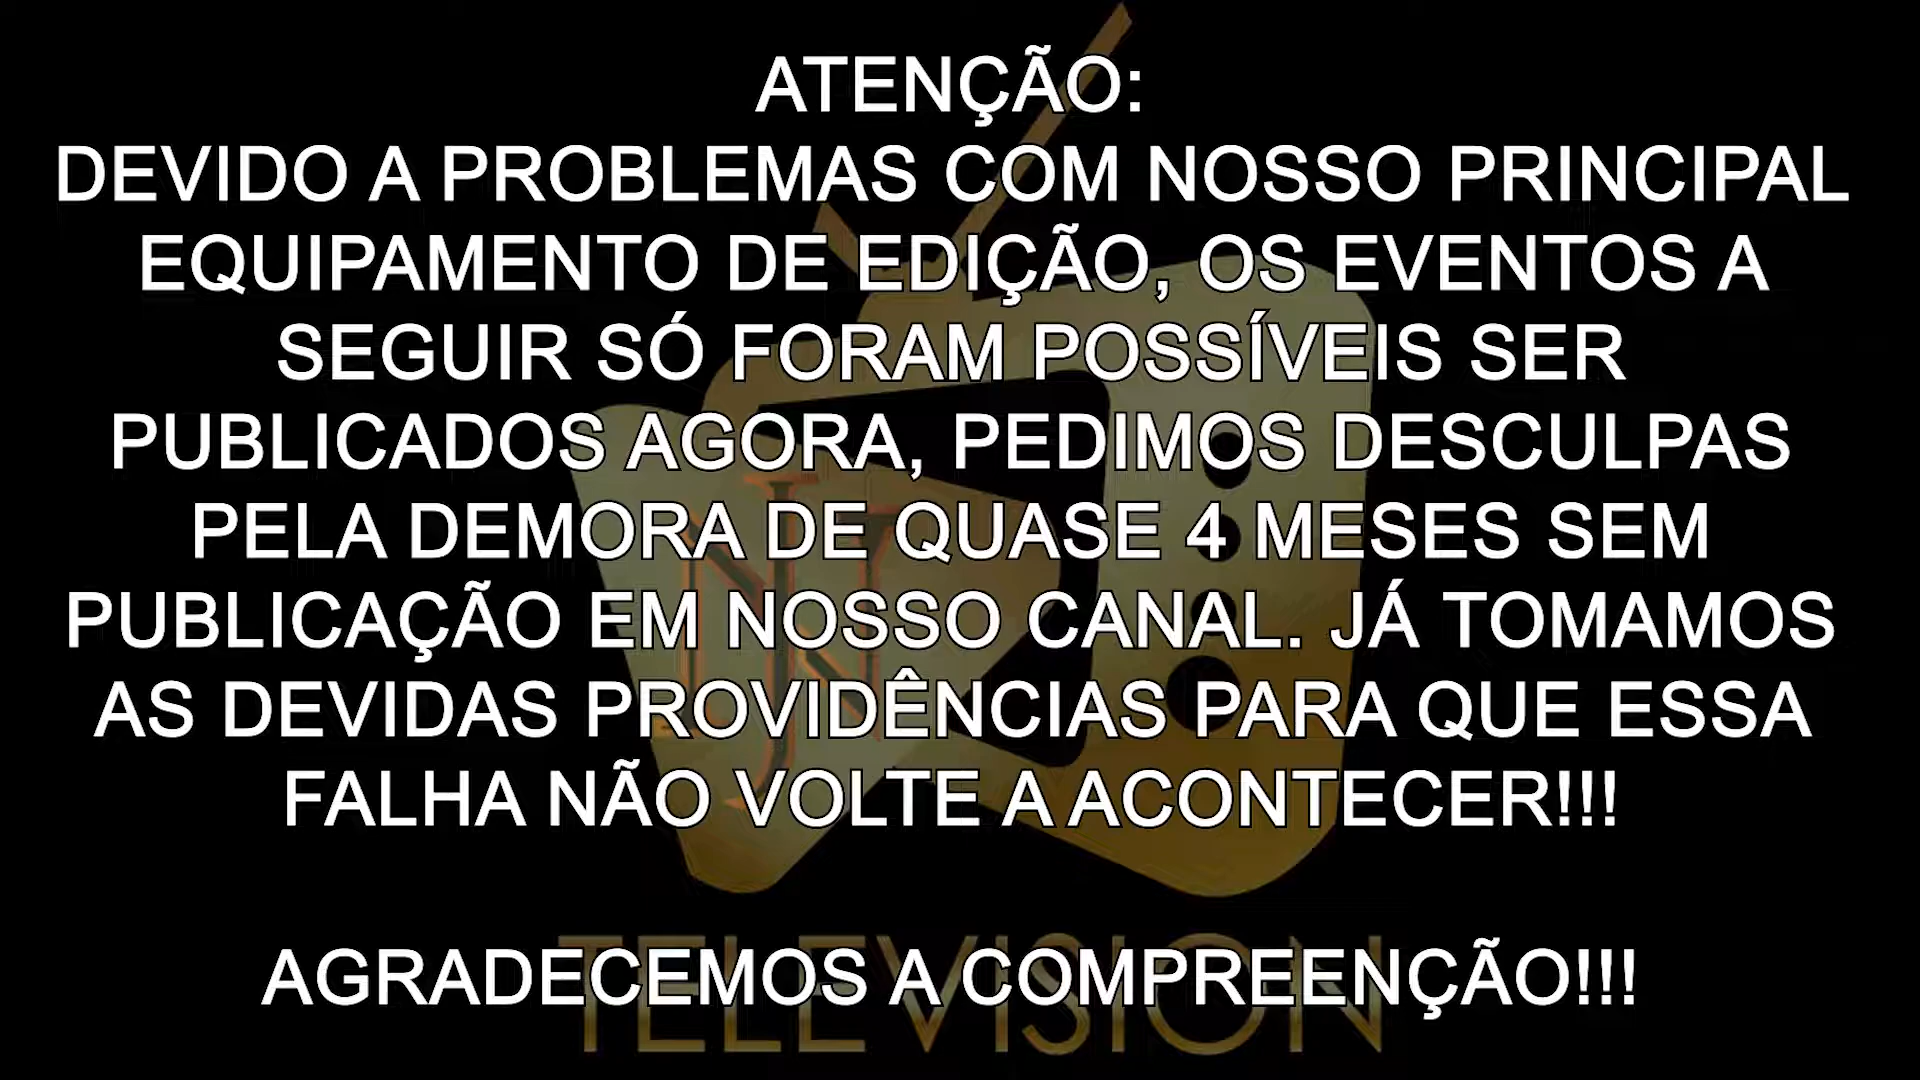 ATENÇÃO:
DEVIDO A PROBLEMAS COM NOSSO PRINCIPAL
EQUIPAMENTO DE EDIÇÃO, OS EVENTOS A
SEGUIR SÓ FORAM POSSÍVEIS SER
PUBLICADOS AGORA, PEDIMOS DESCULPAS
PELA DEMORA DE QUASE 4 MESES SEM
PUBLICAÇÃO EM NOSSO CANAL. JÁ TOMAMOS
AS DEVIDAS PROVIDÊNCIAS PARA QUE ESSA
FALHA NÃO VOLTE A ACONTECER!!!
AGRADECEMOS A COMPREENÇÃO!!!
TELEVISION